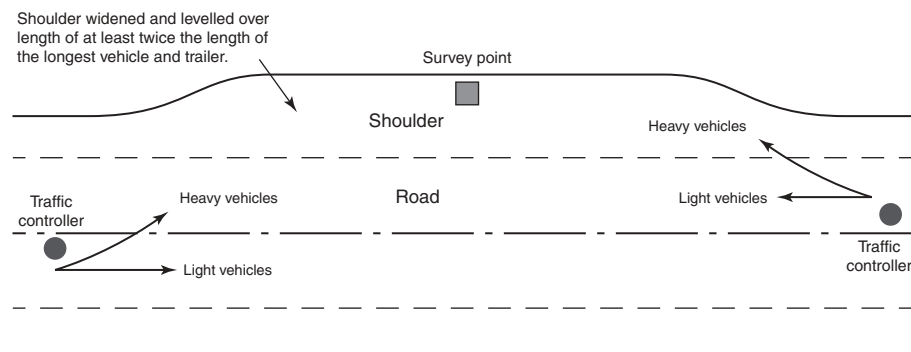 Shoulder widened and levelled over
length of at least twice the length of
the longest vehicle and trailer.
Survey point
Shoulder
Heavy vehicles
Traffic
controller
Heavy vehicles
Road
Light vehicles
Light vehicles
Traffic
controller